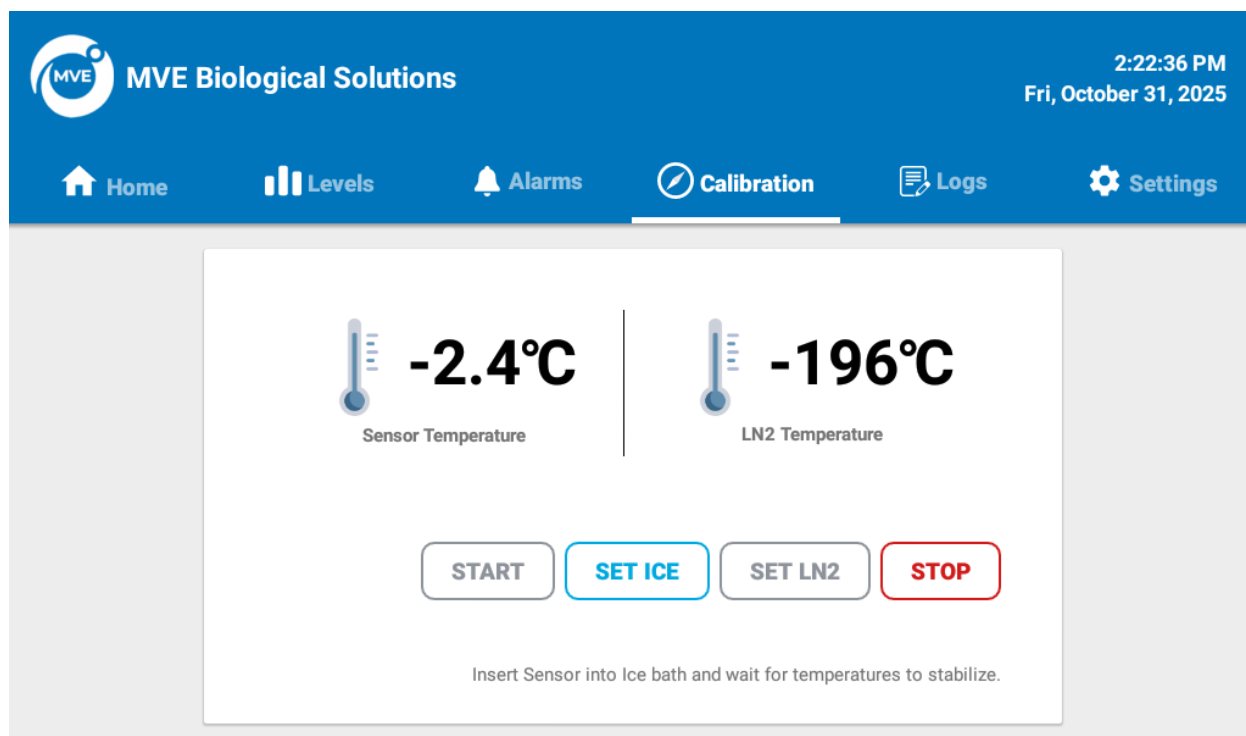 MVE
MVE Biological Solutions
2:22:36 PM
Fri, October 31, 2025
Home
Levels
Alarms
Calibration
Logs
Settings
-2.4°C
Sensor Temperature
-196°C
LN2 Temperature
START
SET ICE
SET LN2
STOP
Insert Sensor into Ice bath and wait for temperatures to stabilize.